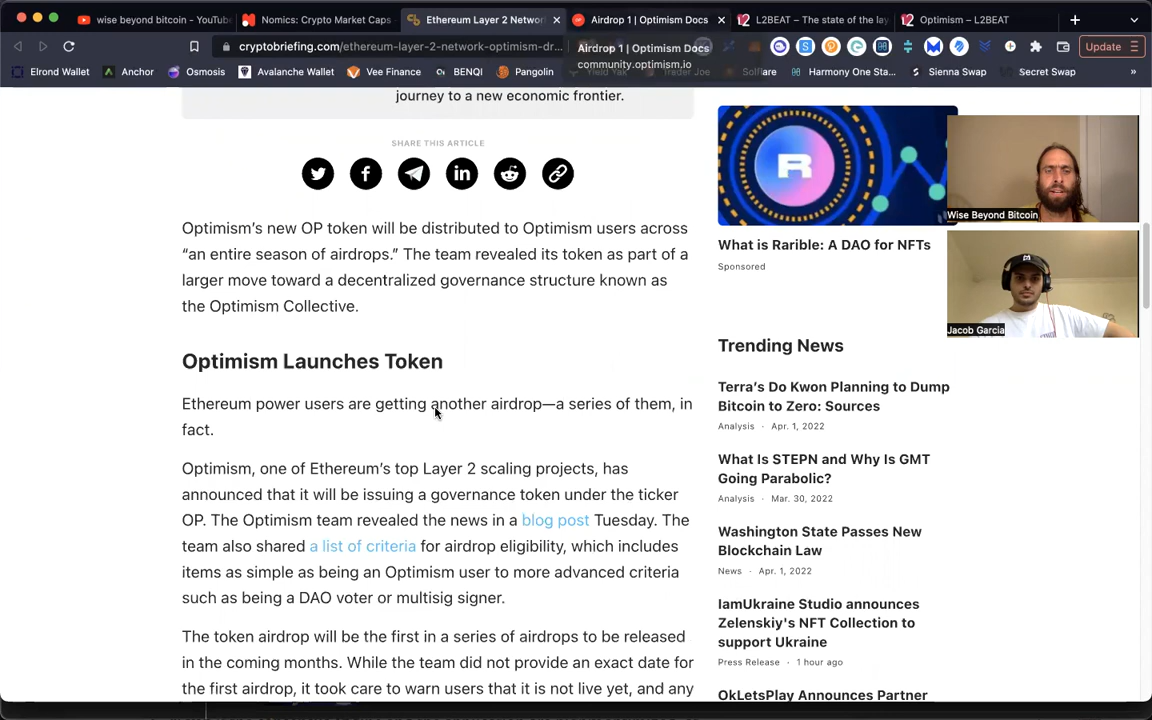 wise beyond bitcoin - YouTub
Nomics: Crypto Market Caps
Ethereum Layer 2 Networ
Airdrop 1 | Optimism Docs
L2BEAT – The state of the lay
Optimism – L2BEAT
cryptobriefing.com/ethereum-layer-2-network-optimism-dr...
Airdrop 1 | Optimism Docs
community.optimism.io
Update
Elrond Wallet
Anchor
Osmosis
Avalanche Wallet
Vee Finance
BENQI
Pangolin
Yield Yak
Trader Joe
Solflare
Harmony One Sta...
Sienna Swap
Secret Swap
journey to a new economic frontier.
SHARE THIS ARTICLE
Optimism's new OP token will be distributed to Optimism users across
“an entire season of airdrops.” The team revealed its token as part of a
larger move toward a decentralized governance structure known as
the Optimism Collective.
Optimism Launches Token
Ethereum power users are getting another airdrop—a series of them, in
fact.
Optimism, one of Ethereum's top Layer 2 scaling projects, has
announced that it will be issuing a governance token under the ticker
OP. The Optimism team revealed the news in a blog post Tuesday. The
team also shared a list of criteria for airdrop eligibility, which includes
items as simple as being an Optimism user to more advanced criteria
such as being a DAO voter or multisig signer.
The token airdrop will be the first in a series of airdrops to be released
in the coming months. While the team did not provide an exact date for
the first airdrop, it took care to warn users that it is not live yet, and any
What is Rarible: A DAO for NFTs
Sponsored
Trending News
Terra's Do Kwon Planning to Dump
Bitcoin to Zero: Sources
Analysis · Apr. 1, 2022
What Is STEPN and Why Is GMT
Going Parabolic?
Analysis · Mar. 30, 2022
Washington State Passes New
Blockchain Law
News · Apr. 1, 2022
IamUkraine Studio announces
Zelenskiy's NFT Collection to
support Ukraine
Press Release · 1 hour ago
OkLetsPlay Announces Partner
Wise Beyond Bitcoin
Jacob Garcia